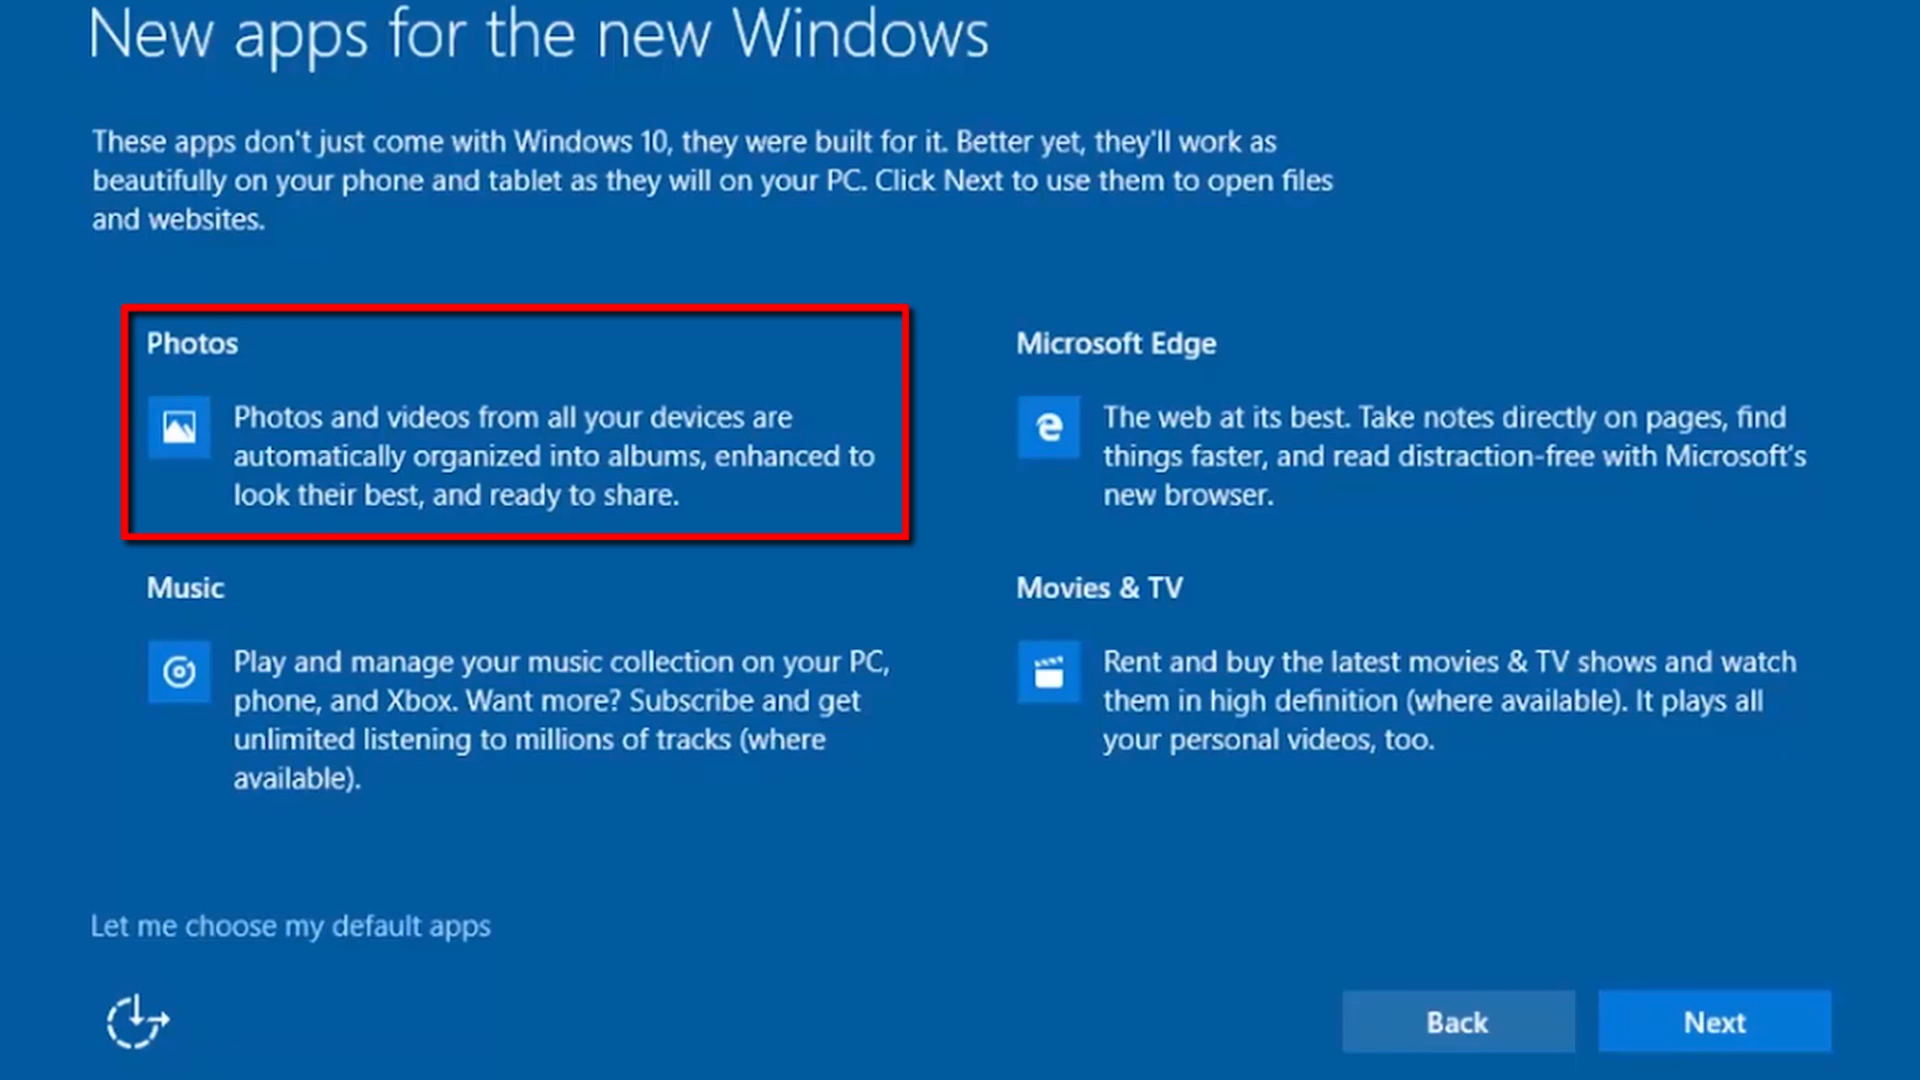 New apps for the new Windows
These apps don't just come with Windows 10, they were built for it. Better yet, they'll work as
beautifully on your phone and tablet as they will on your PC. Click Next to use them to open files
and websites.
Photos
Photos and videos from all your devices are
automatically organized into albums, enhanced to
look their best, and ready to share.
Microsoft Edge
The web at its best. Take notes directly on pages, find
things faster, and read distraction-free with Microsoft's
new browser.
Music
Play and manage your music collection on your PC,
phone, and Xbox. Want more? Subscribe and get
unlimited listening to millions of tracks (where
available).
Movies & TV
Rent and buy the latest movies & TV shows and watch
them in high definition (where available). It plays all
your personal videos, too.
Let me choose my default apps
Back
Next